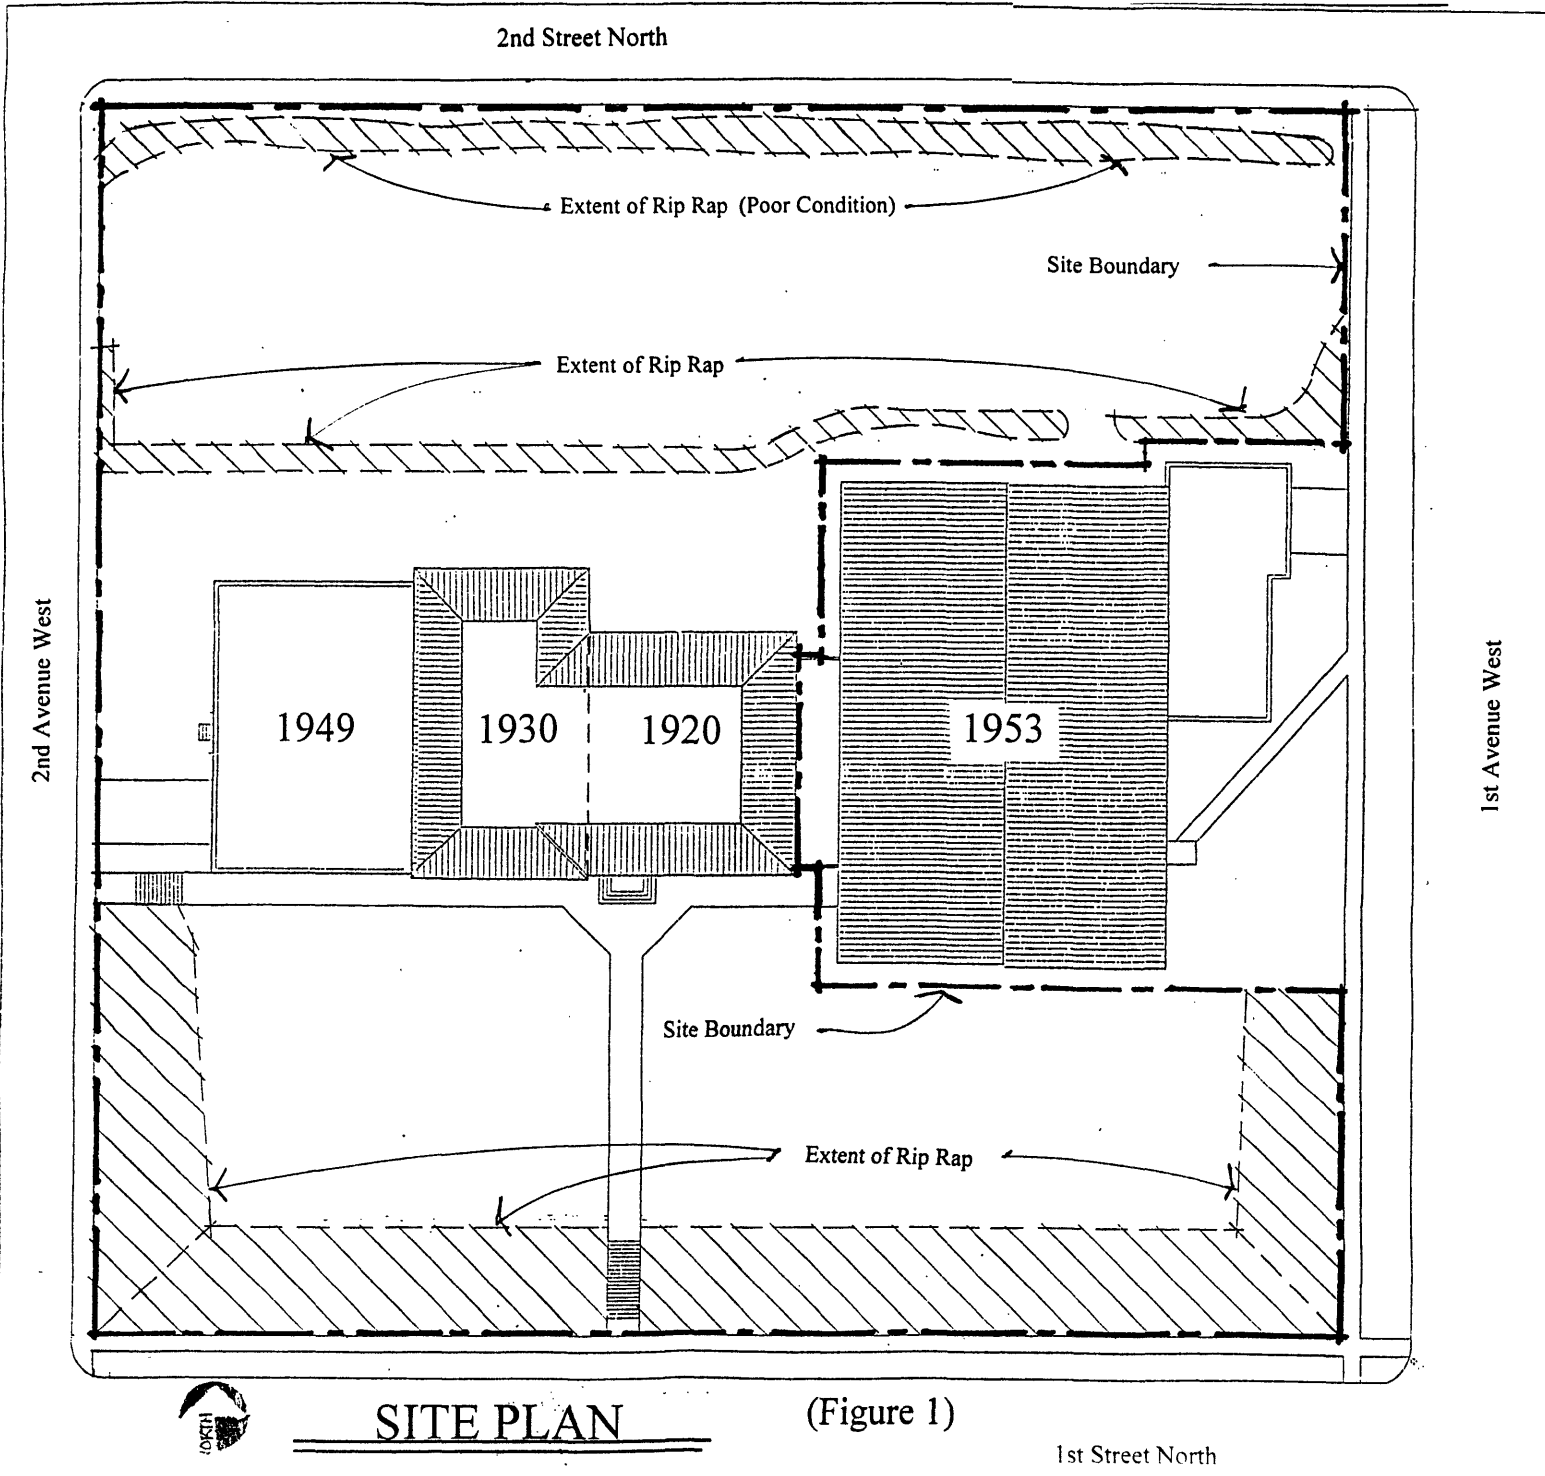 2nd Street North
Extent of Rip Rap (Poor Condition)
Site Boundary
Extent of Rip Rap
2nd Avenue West
1st Avenue West
1949
1930
1920
1953
Site Boundary
Extent of Rip Rap
NORTH
SITE PLAN
(Figure 1)
1st Street North